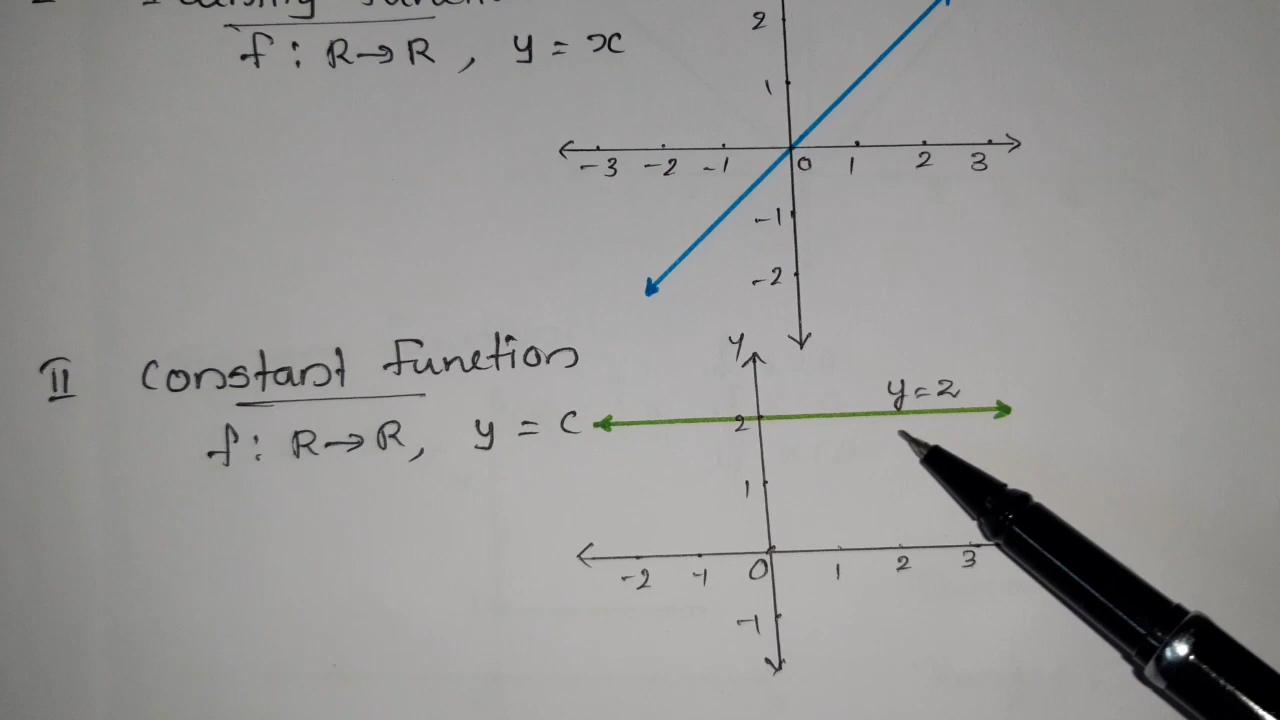 f : R→R , y = x
2
1
-3 -2 -1 0 1 2 3
-1
-2
II Constant Function
f : R→R, y = C
y
y=2
2
1
-2 -1 0 1 2 3
-1